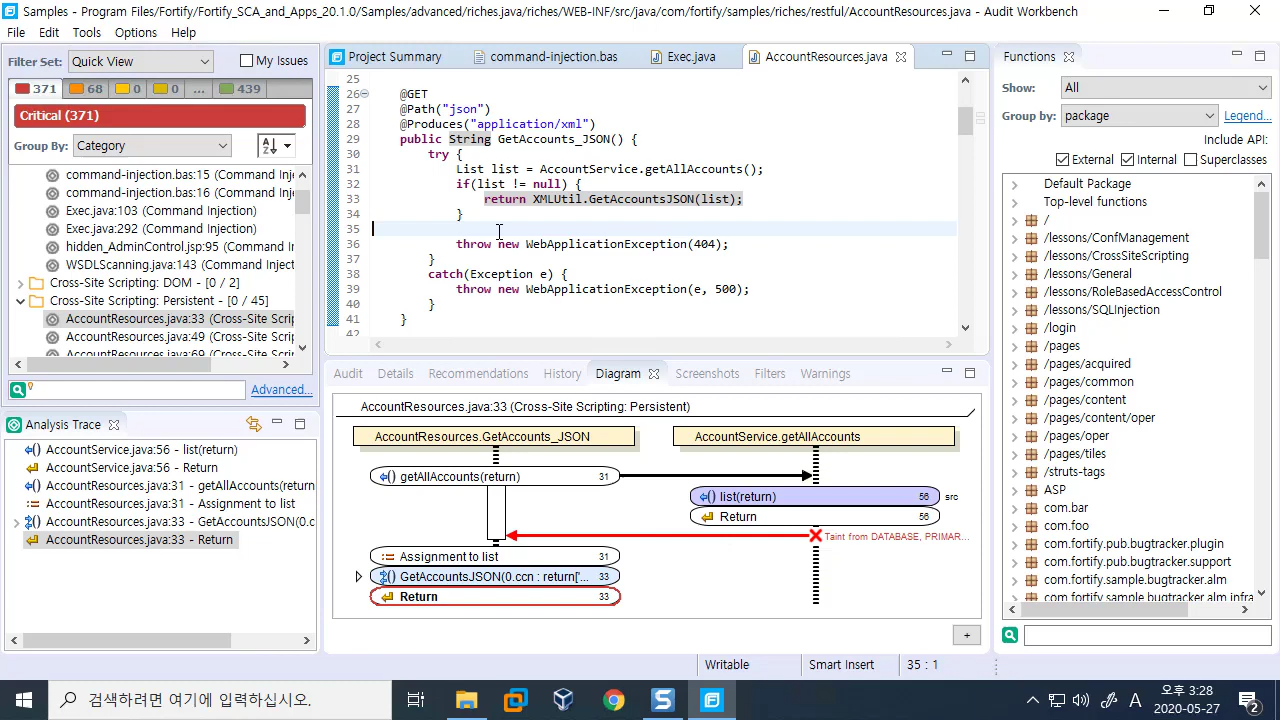 Samples - Program Files/Fortify/Fortify_SCA_and_Apps_20.1.0/Samples/advanced/riches.java/riches/WEB-INF/src/java/com/fortify/samples/riches/restful/AccountResources.java - Audit Workbench
File Edit Tools Options Help
Filter Set: Quick View My Issues
371 68 0 0 ... 439
Critical (371)
Group By: Category
command-injection.bas:15 (Command Inj
command-injection.bas:16 (Command Inj
Exec.java:103 (Command Injection)
Exec.java:292 (Command Injection)
hidden_AdminControl.jsp:95 (Command
WSDLScanning.java:143 (Command Injec
Cross-Site Scripting: DOM - [0 / 2]
Cross-Site Scripting: Persistent - [0 / 45]
AccountResources.java:33 (Cross-Site Scrip
AccountResources.java:49 (Cross-Site Scrip
AccountResources.java:69 (Cross-Site Scrip
Advanced...
Analysis Trace
AccountService.java:56 - list(return)
AccountService.java:56 - Return
AccountResources.java:31 - getAllAccounts(return
AccountResources.java:31 - Assignment to list
AccountResources.java:33 - GetAccountsJSON(0.c
AccountResources.java:33 - Return
Project Summary command-injection.bas Exec.java AccountResources.java
25
26 @GET
27 @Path("json")
28 @Produces("application/xml")
29 public String GetAccounts_JSON() {
30 try {
31 List list = AccountService.getAllAccounts();
32 if(list != null) {
33 return XMLUtil.GetAccountsJSON(list);
34 }
35
36 throw new WebApplicationException(404);
37 }
38 catch(Exception e) {
39 throw new WebApplicationException(e, 500);
40 }
41 }
42
Audit Details Recommendations History Diagram Screenshots Filters Warnings
AccountResources.java:33 (Cross-Site Scripting: Persistent)
AccountResources.GetAccounts_JSON AccountService.getAllAccounts
getAllAccounts(return) 31
list(return) 56 src
Return 56
Taint from DATABASE, PRIMAR...
Assignment to list 31
GetAccountsJSON(0.ccn : return['... 33
Return 33
+
Functions
Show: All
Group by: package Legend...
Include API:
External Internal Superclasses
Default Package
Top-level functions
/
/lessons/ConfManagement
/lessons/CrossSiteScripting
/lessons/General
/lessons/RoleBasedAccessControl
/lessons/SQLInjection
/login
/pages
/pages/acquired
/pages/common
/pages/content
/pages/content/oper
/pages/oper
/pages/tiles
/struts-tags
ASP
com.bar
com.foo
com.fortify.pub.bugtracker.plugin
com.fortify.pub.bugtracker.support
com.fortify.sample.bugtracker.alm
com.fortify.sample.bugtracker.alm.infra
Writable Smart Insert 35 : 1
검색하려면 여기에 입력하십시오.
A 오후 3:28
2020-05-27
2